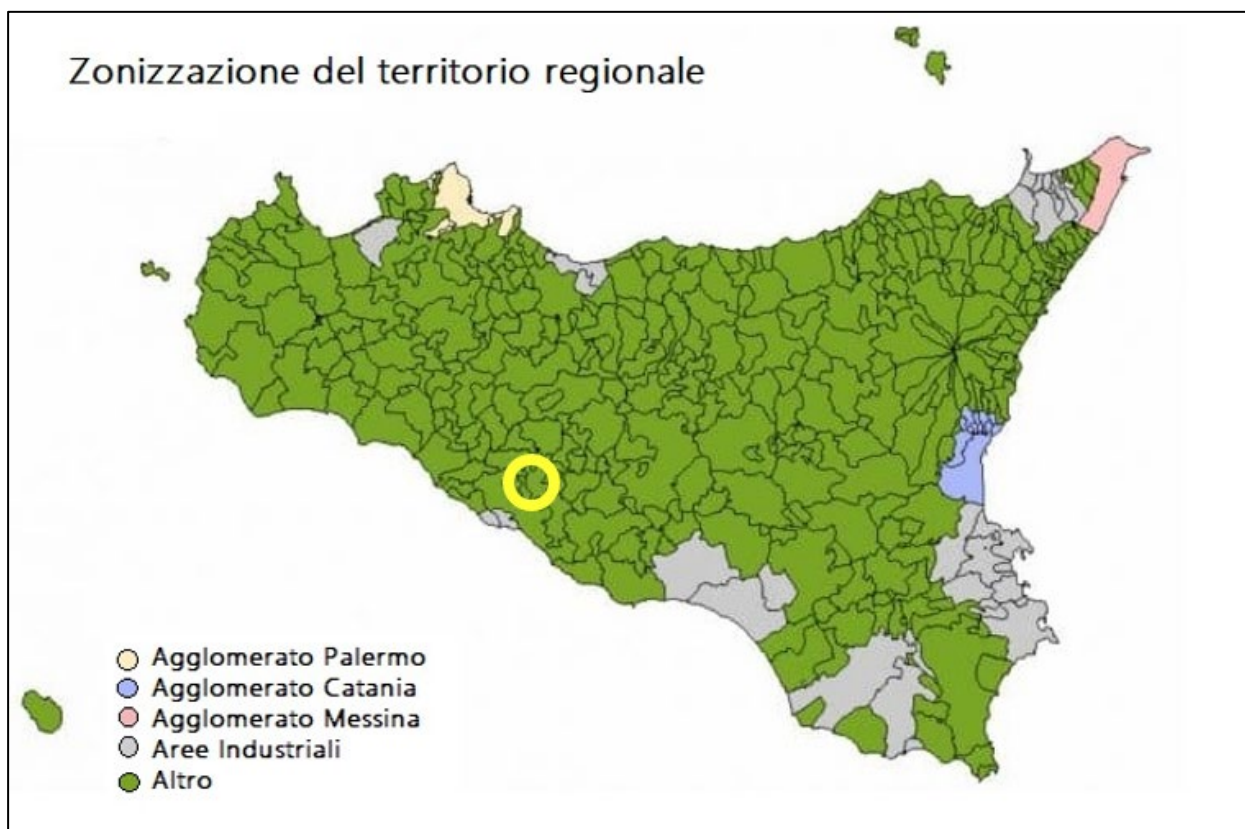 Zonizzazione del territorio regionale
Agglomerato Palermo
Agglomerato Catania
Agglomerato Messina
Aree Industriali
Altro